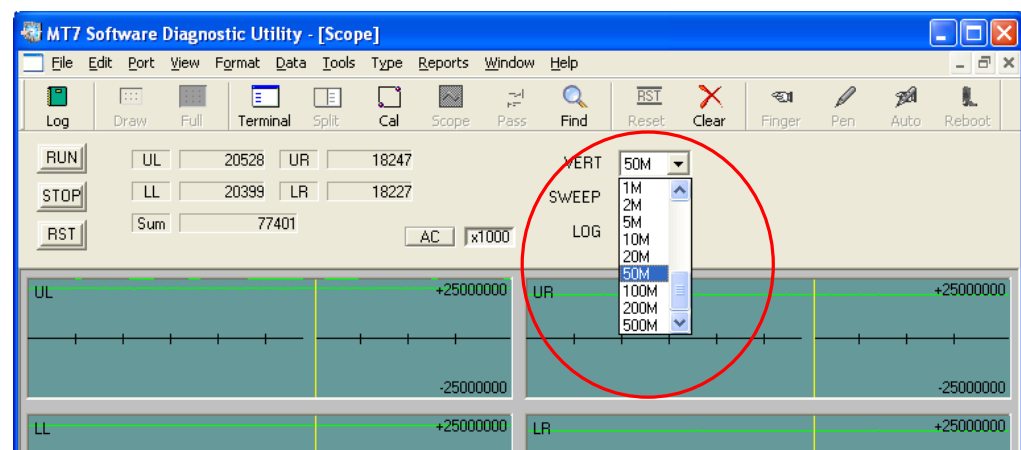 MT7 Software Diagnostic Utility - [Scope]
File Edit Port View Format Data Tools Type Reports Window Help
Log Draw Full Terminal Split Cal Scope Pass Find RST Reset Clear Finger Pen Auto Reboot
RUN UL 20528 UR 18247 VERT 50M
STOP LL 20399 LR 18227 SWEEP
RST Sum 77401 AC x1000 LOG
1M
2M
5M
10M
20M
50M
100M
200M
500M
UL +25000000 UR +25000000
-25000000 -25000000
LL +25000000 LR +25000000